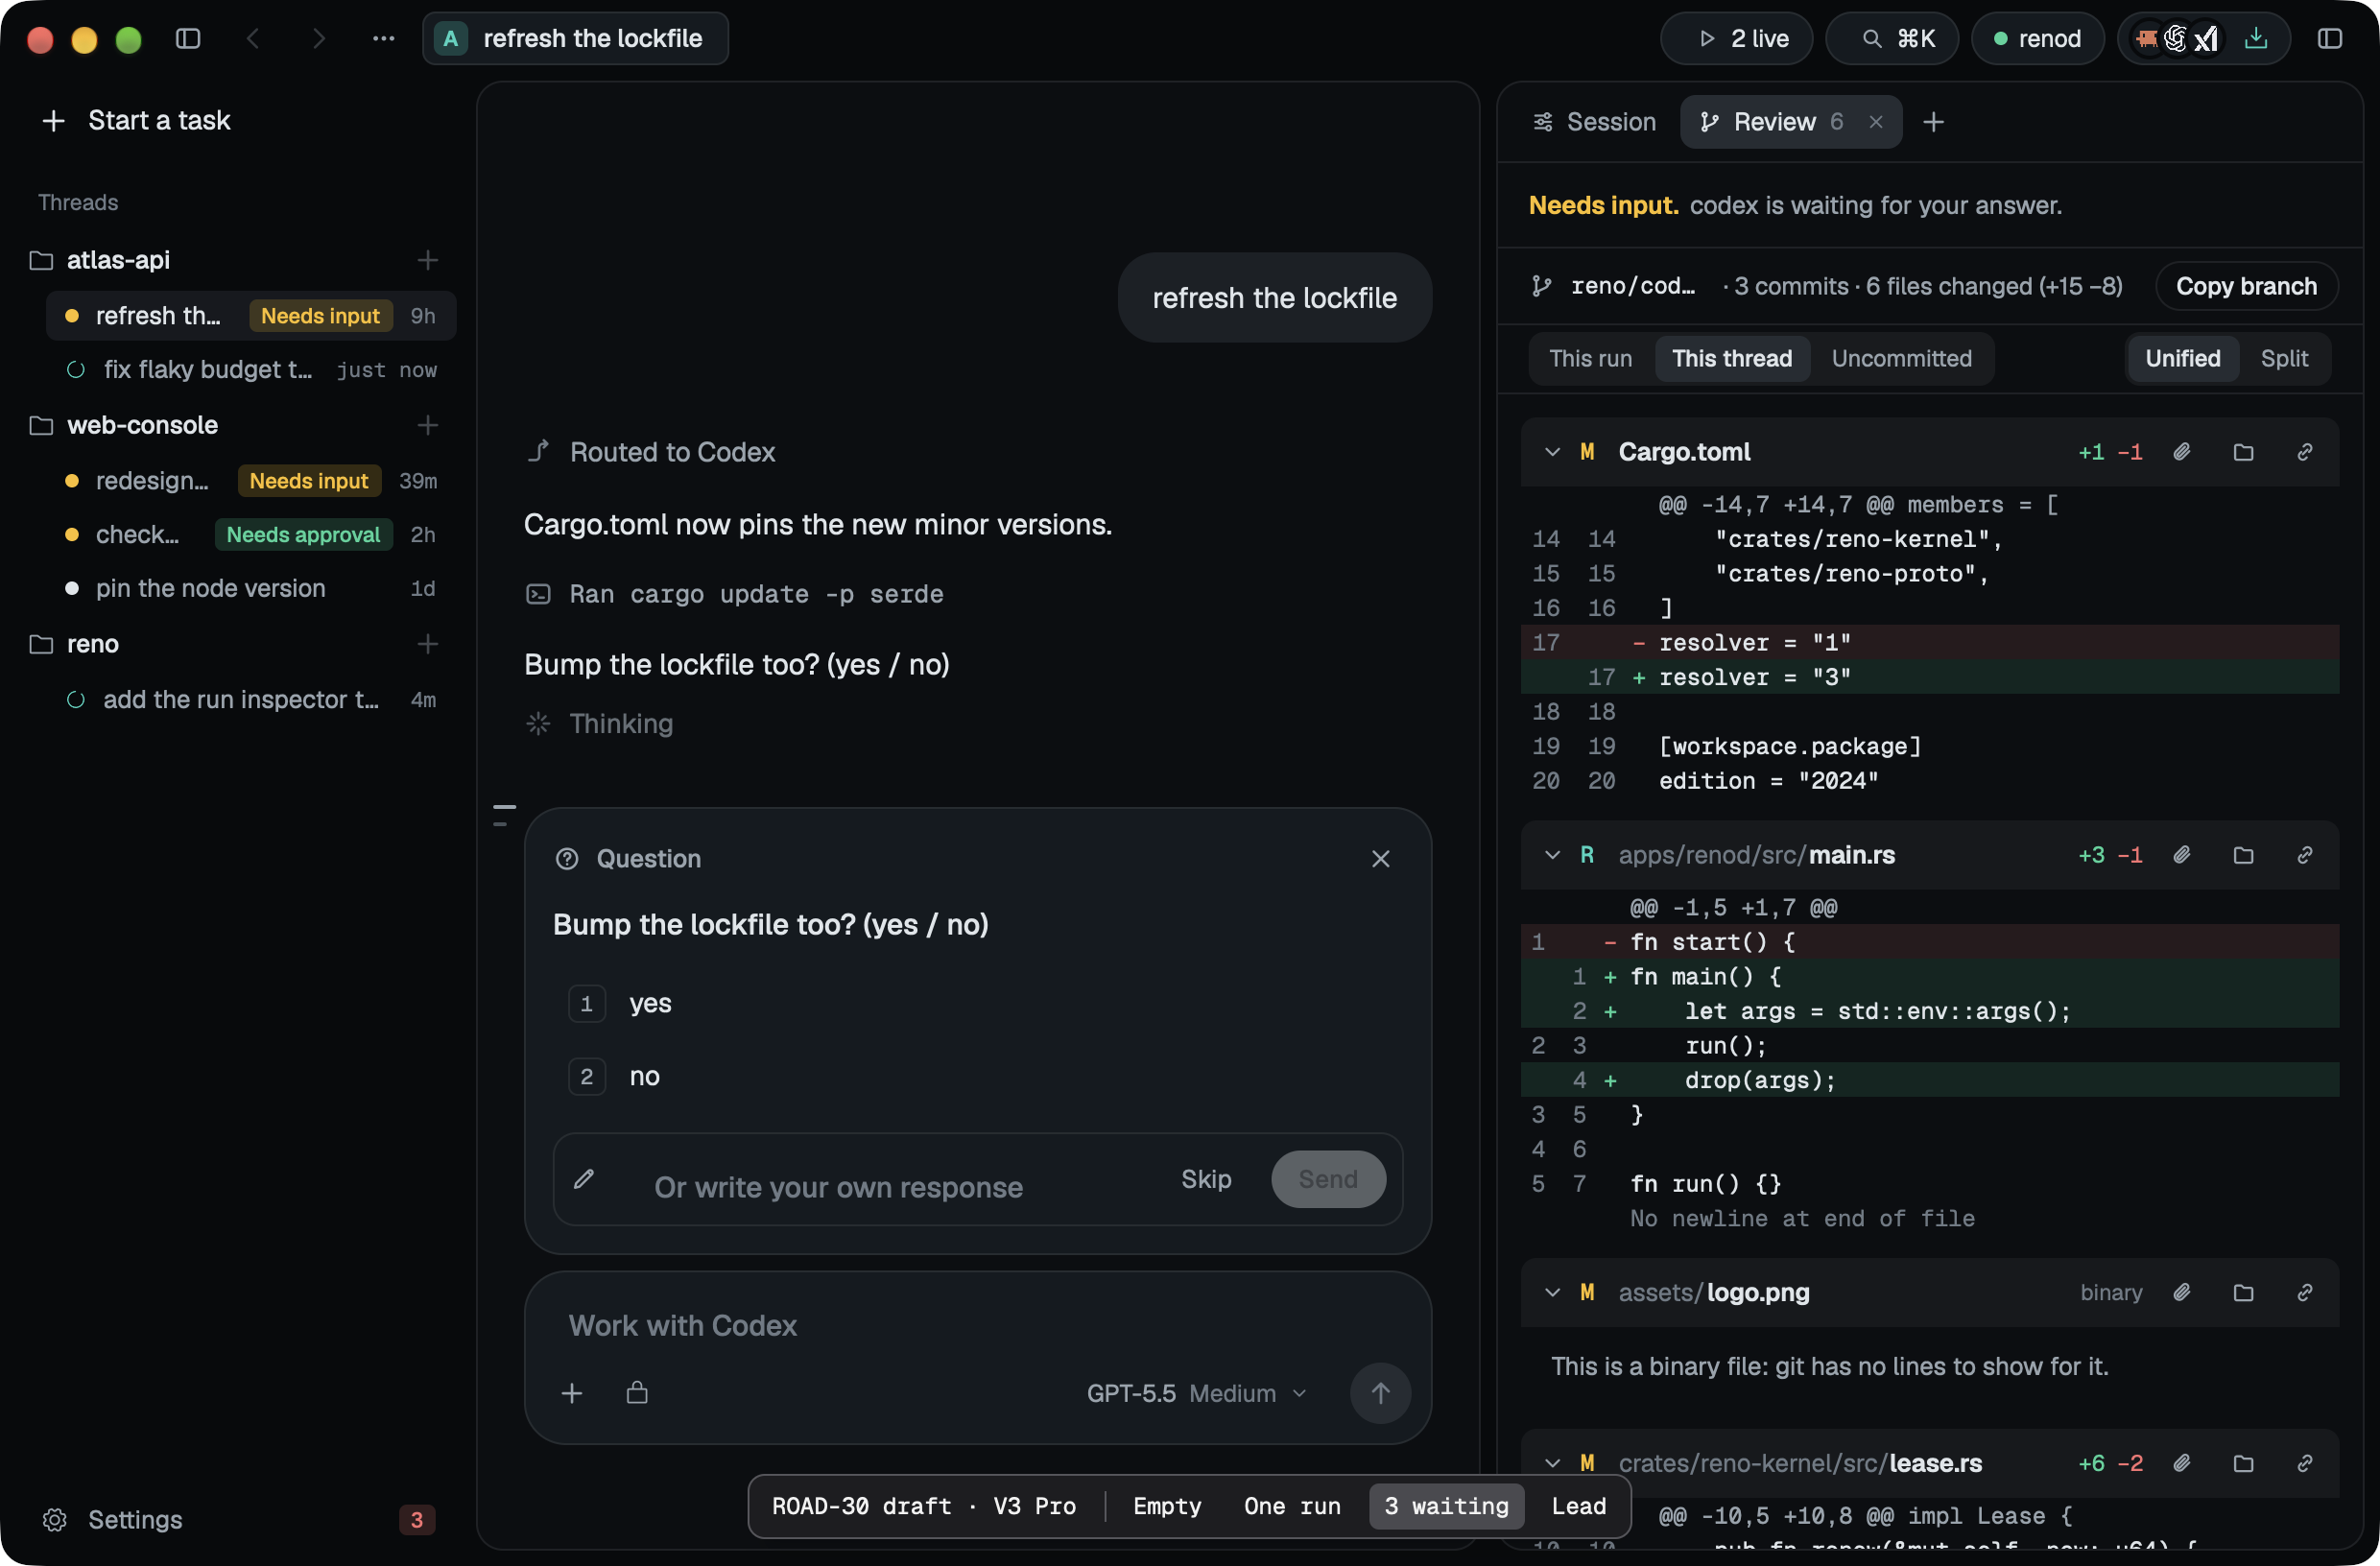 A refresh the lockfile
2 live
⌘K
renod
Start a task
Threads
atlas-api
refresh th... Needs input 9h
fix flaky budget t... just now
web-console
redesign... Needs input 39m
check... Needs approval 2h
pin the node version 1d
reno
add the run inspector t... 4m
Settings 3
refresh the lockfile
Routed to Codex
Cargo.toml now pins the new minor versions.
Ran cargo update -p serde
Bump the lockfile too? (yes / no)
Thinking
Question
Bump the lockfile too? (yes / no)
1 yes
2 no
Or write your own response Skip Send
Work with Codex
GPT-5.5 Medium
ROAD-30 draft · V3 Pro Empty One run 3 waiting Lead
Session Review 6
Needs input. codex is waiting for your answer.
reno/cod... · 3 commits · 6 files changed (+15 −8) Copy branch
This run This thread Uncommitted Unified Split
M Cargo.toml +1 −1
@@ -14,7 +14,7 @@ members = [
14 14 "crates/reno-kernel",
15 15 "crates/reno-proto",
16 16 ]
17 − resolver = "1"
17 + resolver = "3"
18 18
19 19 [workspace.package]
20 20 edition = "2024"
R apps/renod/src/main.rs +3 −1
@@ -1,5 +1,7 @@
1 − fn start() {
1 + fn main() {
2 + let args = std::env::args();
2 3 run();
4 + drop(args);
3 5 }
4 6
5 7 fn run() {}
No newline at end of file
M assets/logo.png binary
This is a binary file: git has no lines to show for it.
M crates/reno-kernel/src/lease.rs +6 −2
@@ -10,5 +10,8 @@ impl Lease {
10 10 pub fn renew(&mut self, now: u64) {